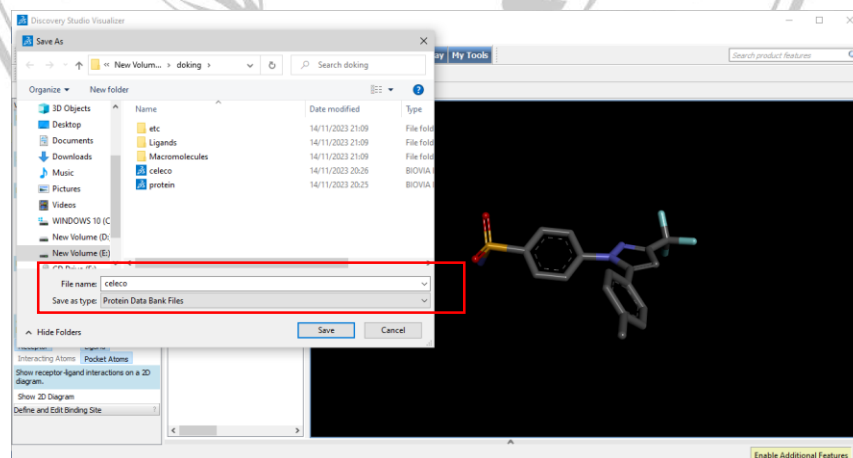 Discovery Studio Visualizer
Save As
ay My Tools
Search product features
« New Volum... › doking ›
Search doking
Organize
New folder
Name
Date modified
Type
3D Objects
Desktop
Documents
Downloads
Music
Pictures
Videos
WINDOWS 10 (C
New Volume (D:
New Volume (E:)
etc 14/11/2023 21:09 File fold
Ligands 14/11/2023 21:09 File fold
Macromolecules 14/11/2023 21:09 File fold
celeco 14/11/2023 20:26 BIOVIA
protein 14/11/2023 20:25 BIOVIA
File name: celeco
Save as type: Protein Data Bank Files
Hide Folders
Save
Cancel
Interacting Atoms Pocket Atoms
Show receptor-ligand interactions on a 2D
diagram.
Show 2D Diagram
Define and Edit Binding Site ?
Enable Additional Features